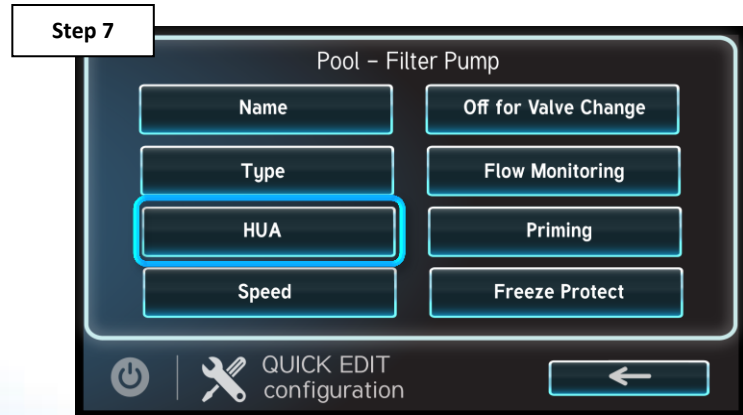 Step 7
Pool – Filter Pump
Name
Off for Valve Change
Type
Flow Monitoring
HUA
Priming
Speed
Freeze Protect
QUICK EDIT
configuration